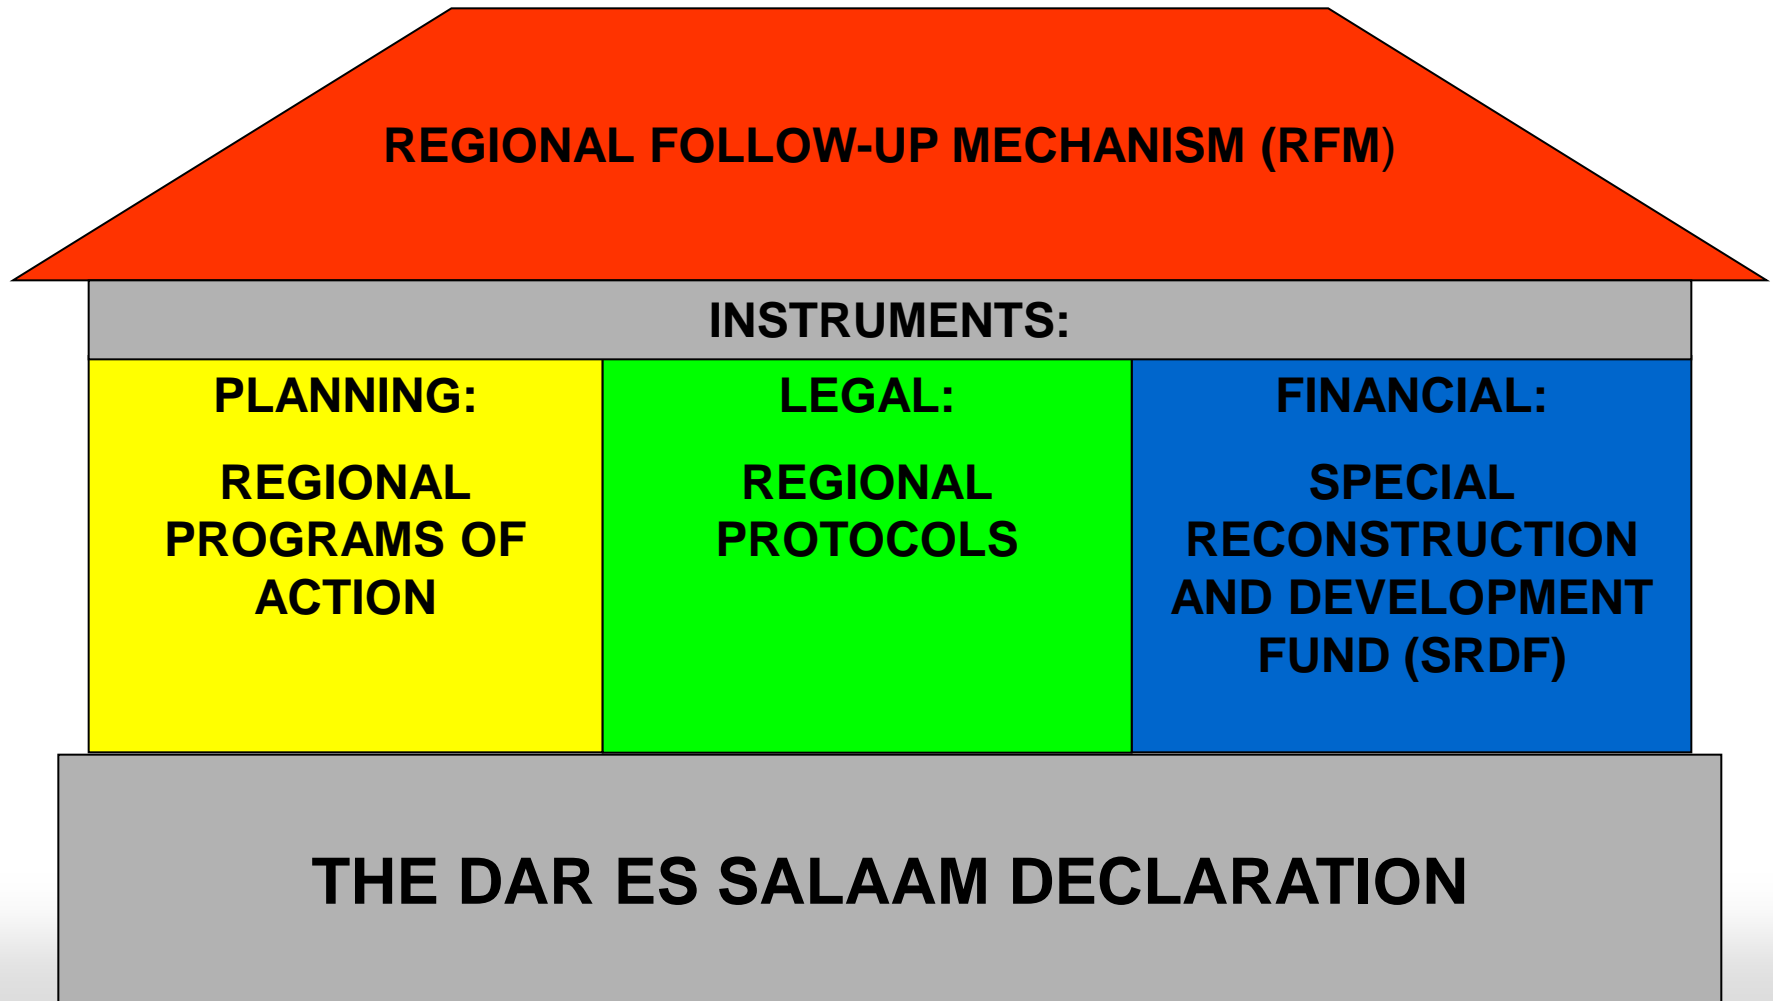 REGIONAL FOLLOW-UP MECHANISM (RFM)
INSTRUMENTS:
PLANNING:
REGIONAL
PROGRAMS OF
ACTION
LEGAL:
REGIONAL
PROTOCOLS
FINANCIAL:
SPECIAL
RECONSTRUCTION
AND DEVELOPMENT
FUND (SRDF)
THE DAR ES SALAAM DECLARATION